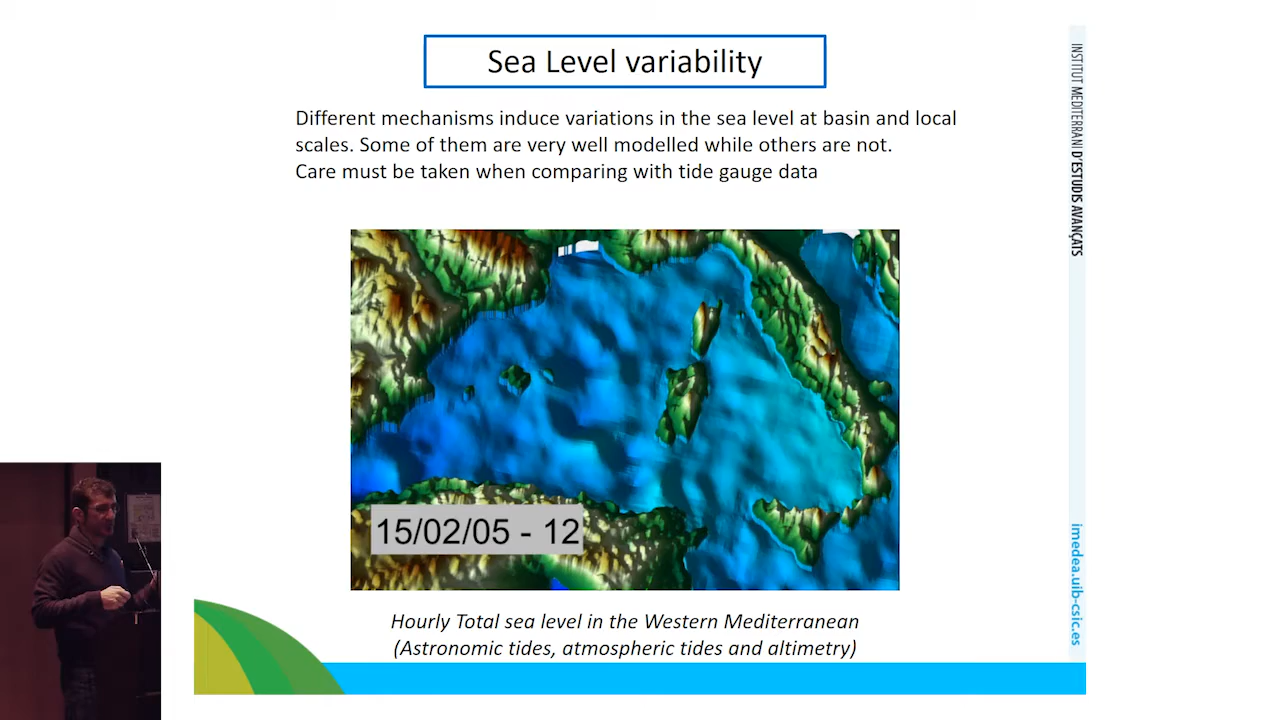 Sea Level variability
Different mechanisms induce variations in the sea level at basin and local
scales. Some of them are very well modelled while others are not.
Care must be taken when comparing with tide gauge data
15/02/05 - 12
Hourly Total sea level in the Western Mediterranean
(Astronomic tides, atmospheric tides and altimetry)
INSTITUT MEDITERRANI D'ESTUDIS AVANÇATS
imedea.uib-csic.es